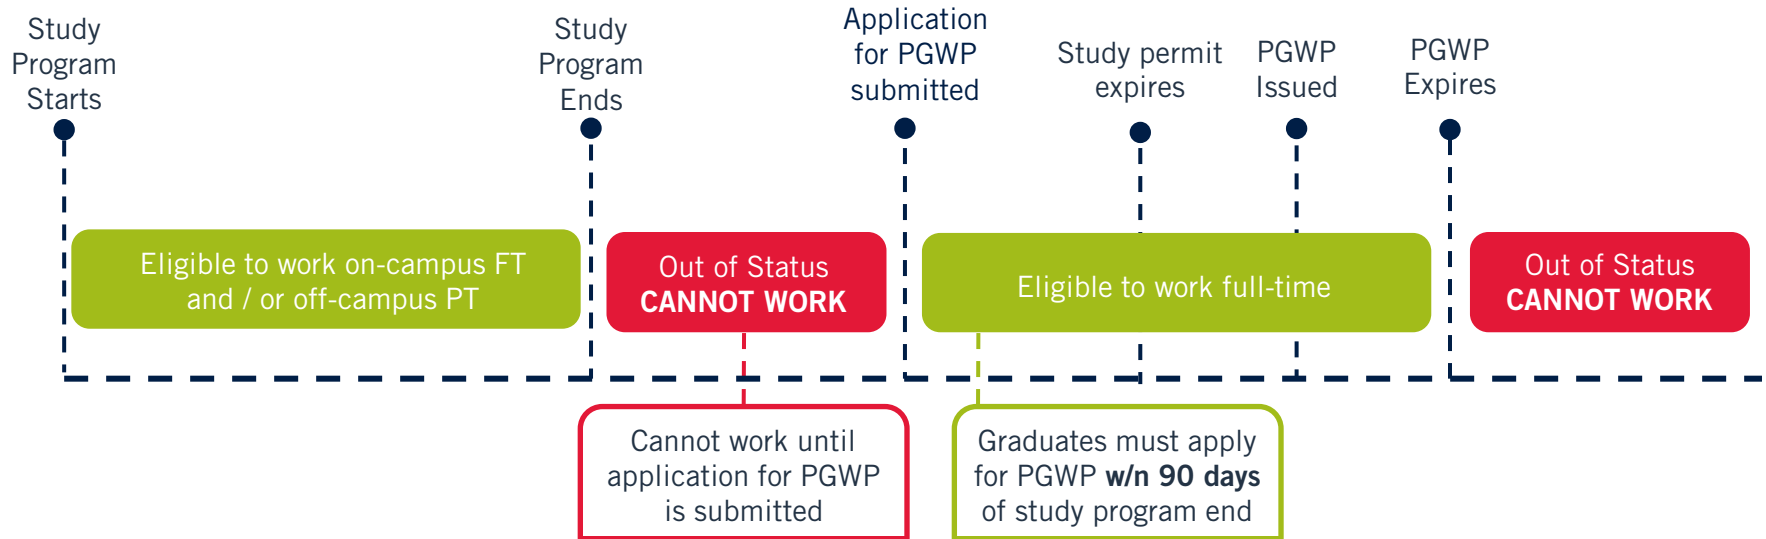 Study
Program
Starts
Study
Program
Ends
Application
for PGWP
submitted
Study permit
expires
PGWP
Issued
PGWP
Expires
Eligible to work on-campus FT
and / or off-campus PT
Out of Status
CANNOT WORK
Eligible to work full-time
Out of Status
CANNOT WORK
Cannot work until
application for PGWP
is submitted
Graduates must apply
for PGWP w/n 90 days
of study program end